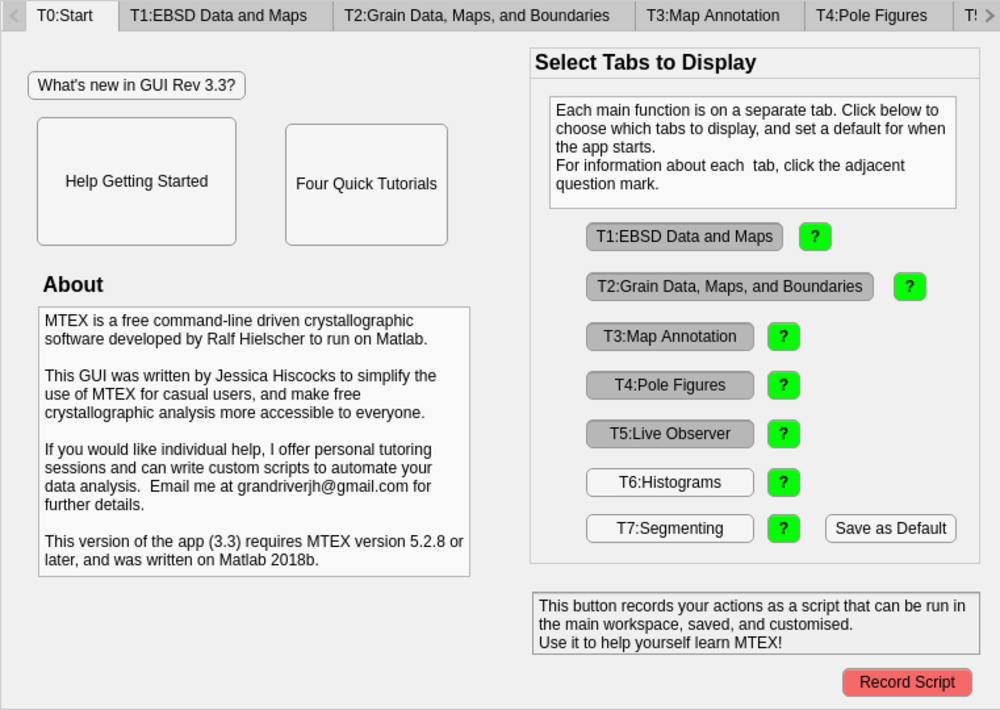 T0:Start
T1:EBSD Data and Maps
T2:Grain Data, Maps, and Boundaries
T3:Map Annotation
T4:Pole Figures
What's new in GUI Rev 3.3?
Help Getting Started
Four Quick Tutorials
About
MTEX is a free command-line driven crystallographic
software developed by Ralf Hielscher to run on Matlab.
This GUI was written by Jessica Hiscocks to simplify the
use of MTEX for casual users, and make free
crystallographic analysis more accessible to everyone.
If you would like individual help, I offer personal tutoring
sessions and can write custom scripts to automate your
data analysis.  Email me at grandriverjh@gmail.com for
further details.
This version of the app (3.3) requires MTEX version 5.2.8 or
later, and was written on Matlab 2018b.
Select Tabs to Display
Each main function is on a separate tab. Click below to
choose which tabs to display, and set a default for when
the app starts.
For information about each  tab, click the adjacent
question mark.
T1:EBSD Data and Maps ?
T2:Grain Data, Maps, and Boundaries ?
T3:Map Annotation ?
T4:Pole Figures ?
T5:Live Observer ?
T6:Histograms ?
T7:Segmenting ? Save as Default
This button records your actions as a script that can be run in
the main workspace, saved, and customised.
Use it to help yourself learn MTEX!
Record Script